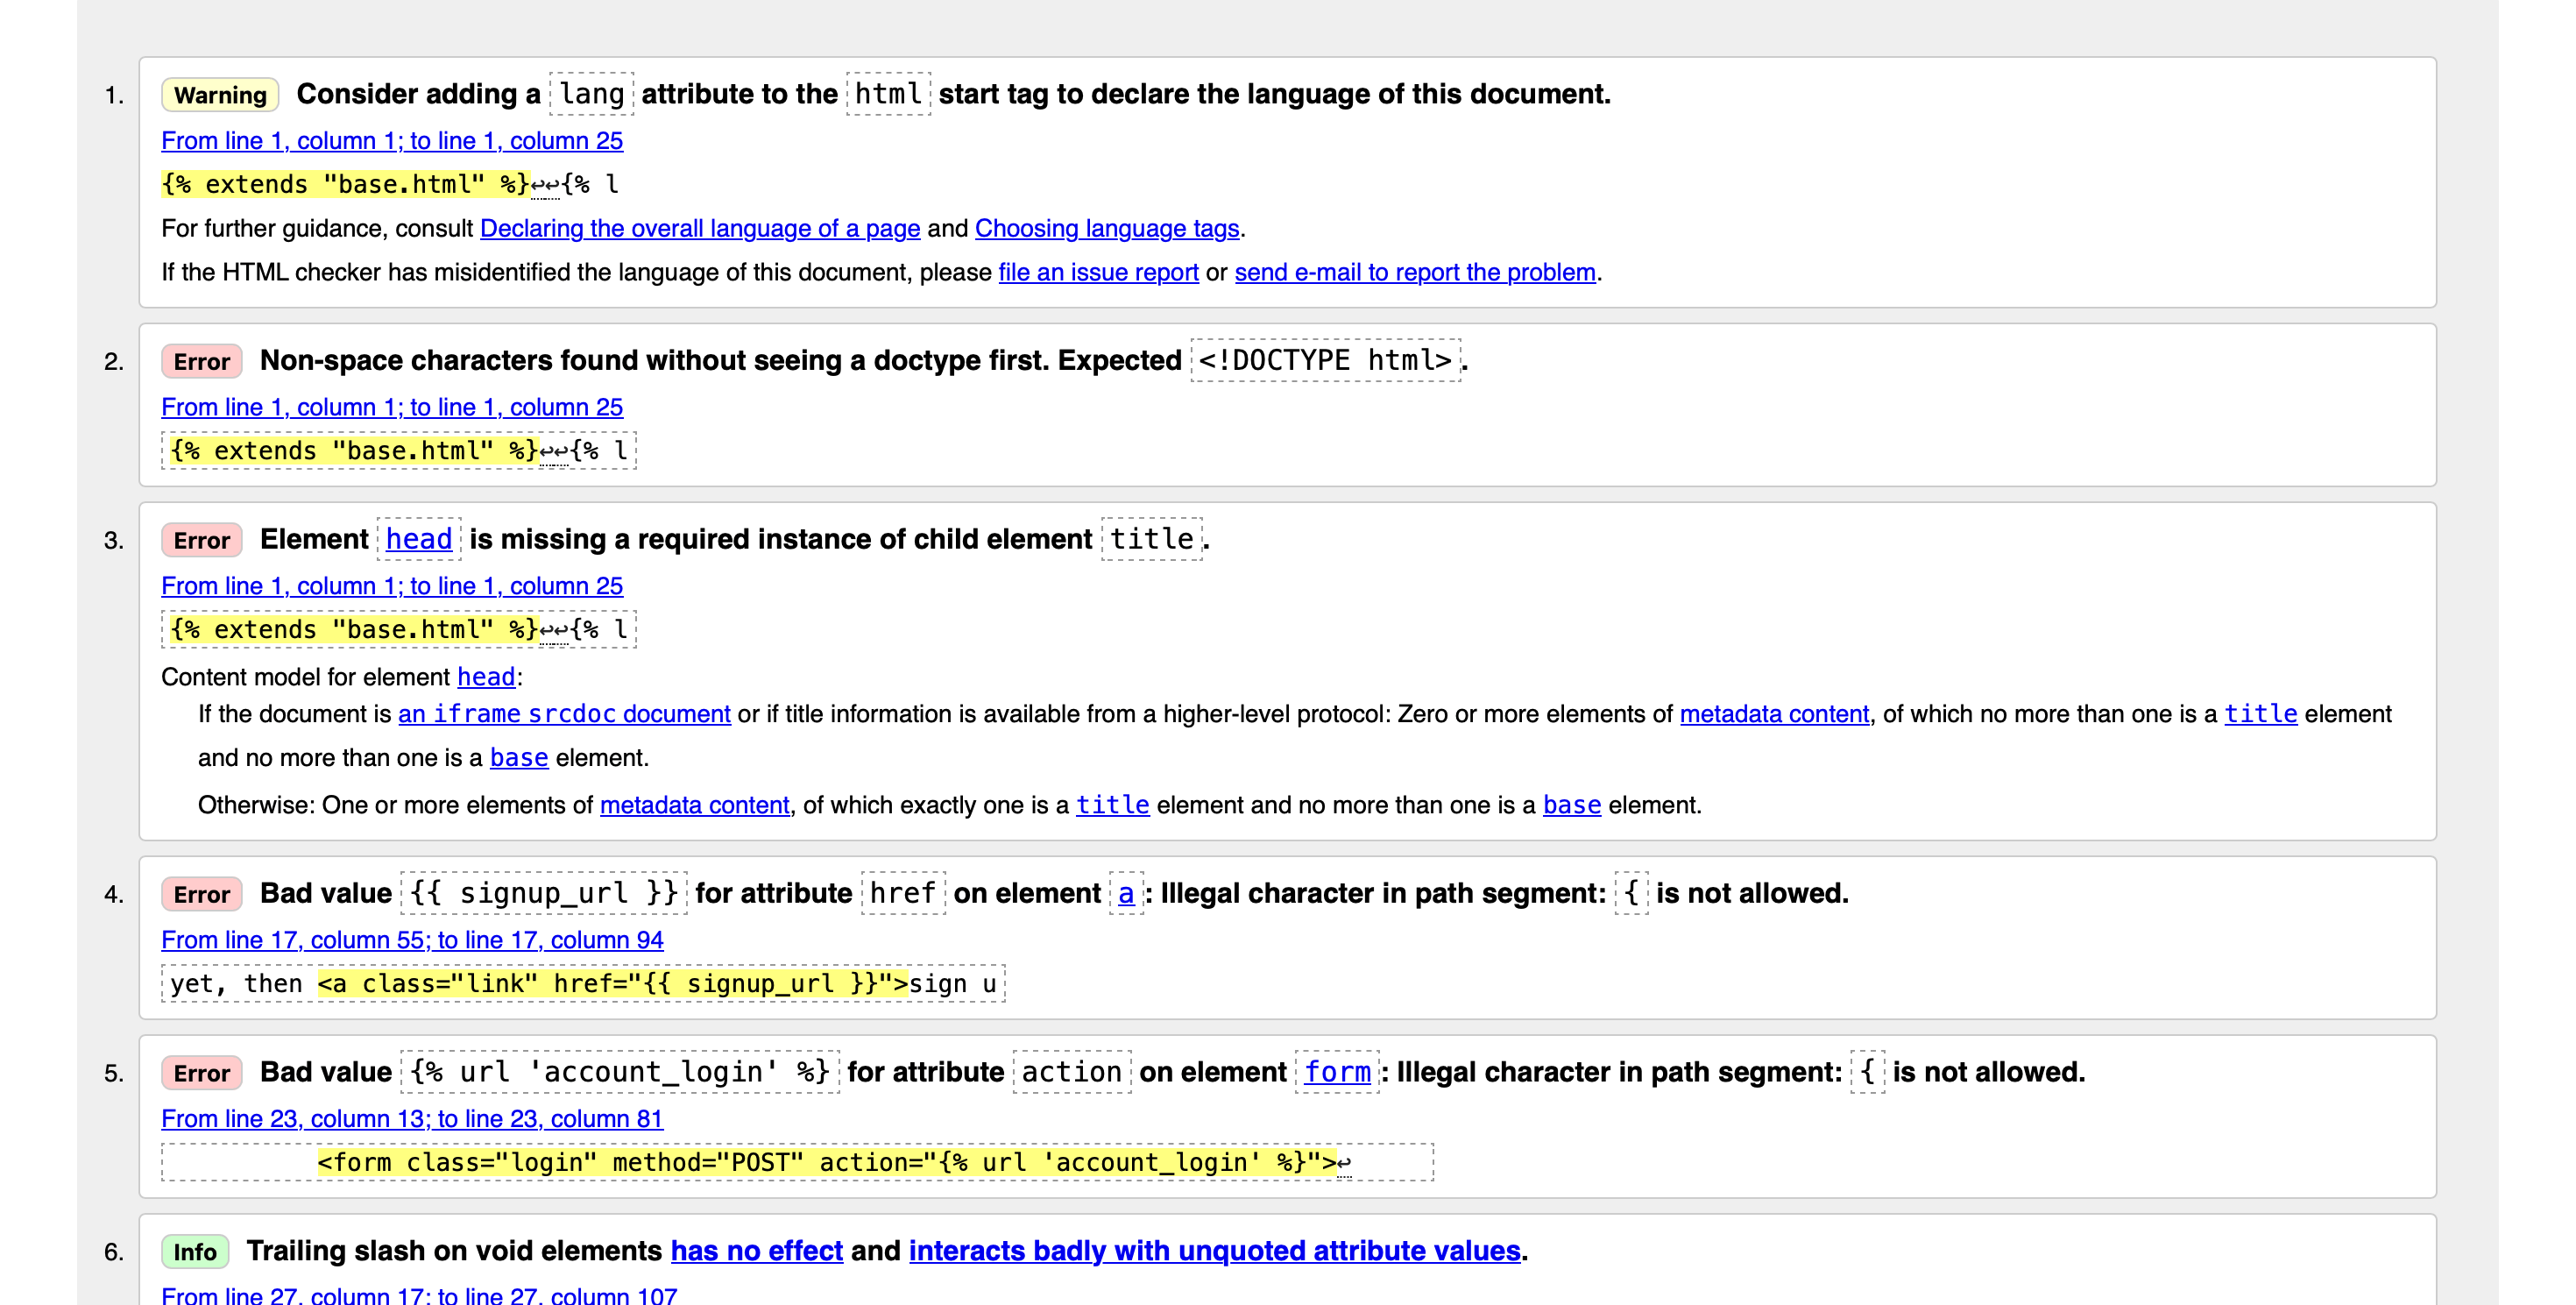 1. Warning Consider adding a lang attribute to the html start tag to declare the language of this document.
From line 1, column 1; to line 1, column 25
{% extends "base.html" %}↩↩{% l
For further guidance, consult Declaring the overall language of a page and Choosing language tags.
If the HTML checker has misidentified the language of this document, please file an issue report or send e-mail to report the problem.
2. Error Non-space characters found without seeing a doctype first. Expected <!DOCTYPE html>.
From line 1, column 1; to line 1, column 25
{% extends "base.html" %}↩↩{% l
3. Error Element head is missing a required instance of child element title.
From line 1, column 1; to line 1, column 25
{% extends "base.html" %}↩↩{% l
Content model for element head:
If the document is an iframe srcdoc document or if title information is available from a higher-level protocol: Zero or more elements of metadata content, of which no more than one is a title element
and no more than one is a base element.
Otherwise: One or more elements of metadata content, of which exactly one is a title element and no more than one is a base element.
4. Error Bad value {{ signup_url }} for attribute href on element a: Illegal character in path segment: { is not allowed.
From line 17, column 55; to line 17, column 94
yet, then <a class="link" href="{{ signup_url }}">sign u
5. Error Bad value {% url 'account_login' %} for attribute action on element form: Illegal character in path segment: { is not allowed.
From line 23, column 13; to line 23, column 81
<form class="login" method="POST" action="{% url 'account_login' %}">↩
6. Info Trailing slash on void elements has no effect and interacts badly with unquoted attribute values.
From line 27, column 17; to line 27, column 107